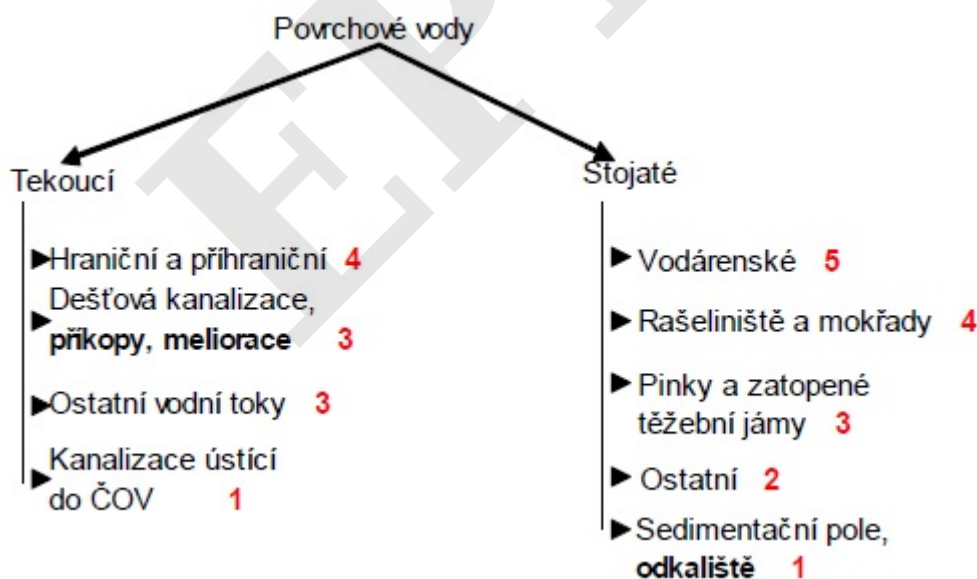 Povrchové vody
Tekoucí
Hraniční a příhraniční 4
Dešťová kanalizace,
příkopy, meliorace 3
Ostatní vodní toky 3
Kanalizace ústící
do ČOV 1
Stojaté
Vodárenské 5
Rašeliniště a mokřady 4
Pinky a zatopené
těžební jámy 3
Ostatní 2
Sedimentační pole,
odkaliště 1